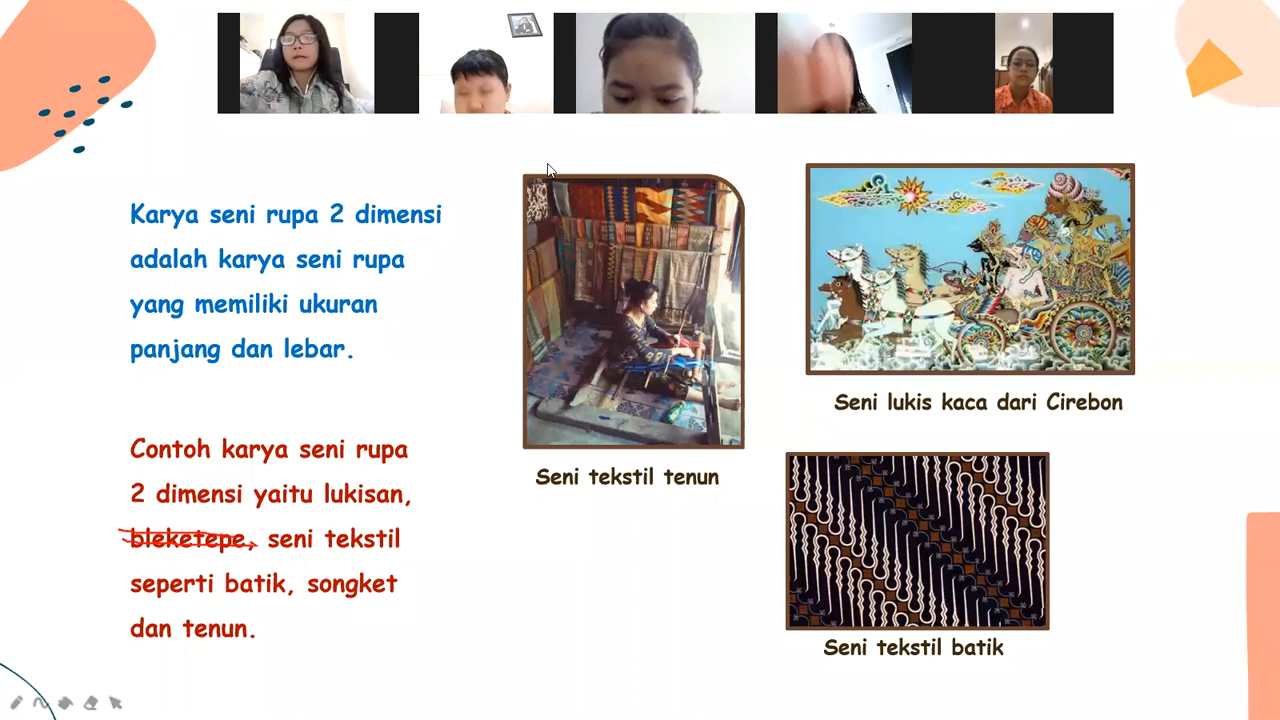 Karya seni rupa 2 dimensi
adalah karya seni rupa
yang memiliki ukuran
panjang dan lebar.
Contoh karya seni rupa
2 dimensi yaitu lukisan,
bleketepe, seni tekstil
seperti batik, songket
dan tenun.
Seni tekstil tenun
Seni lukis kaca dari Cirebon
Seni tekstil batik